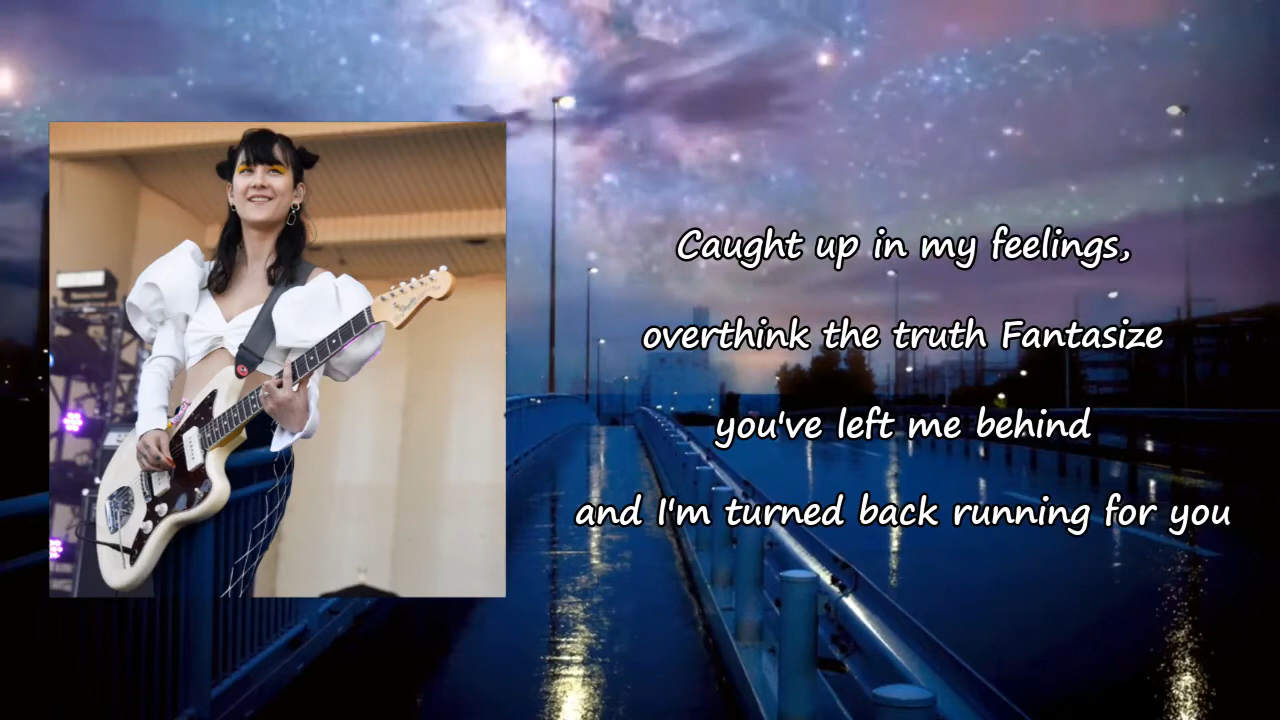 Caught up in my feelings,
overthink the truth Fantasize
you've left me behind
and I'm turned back running for you